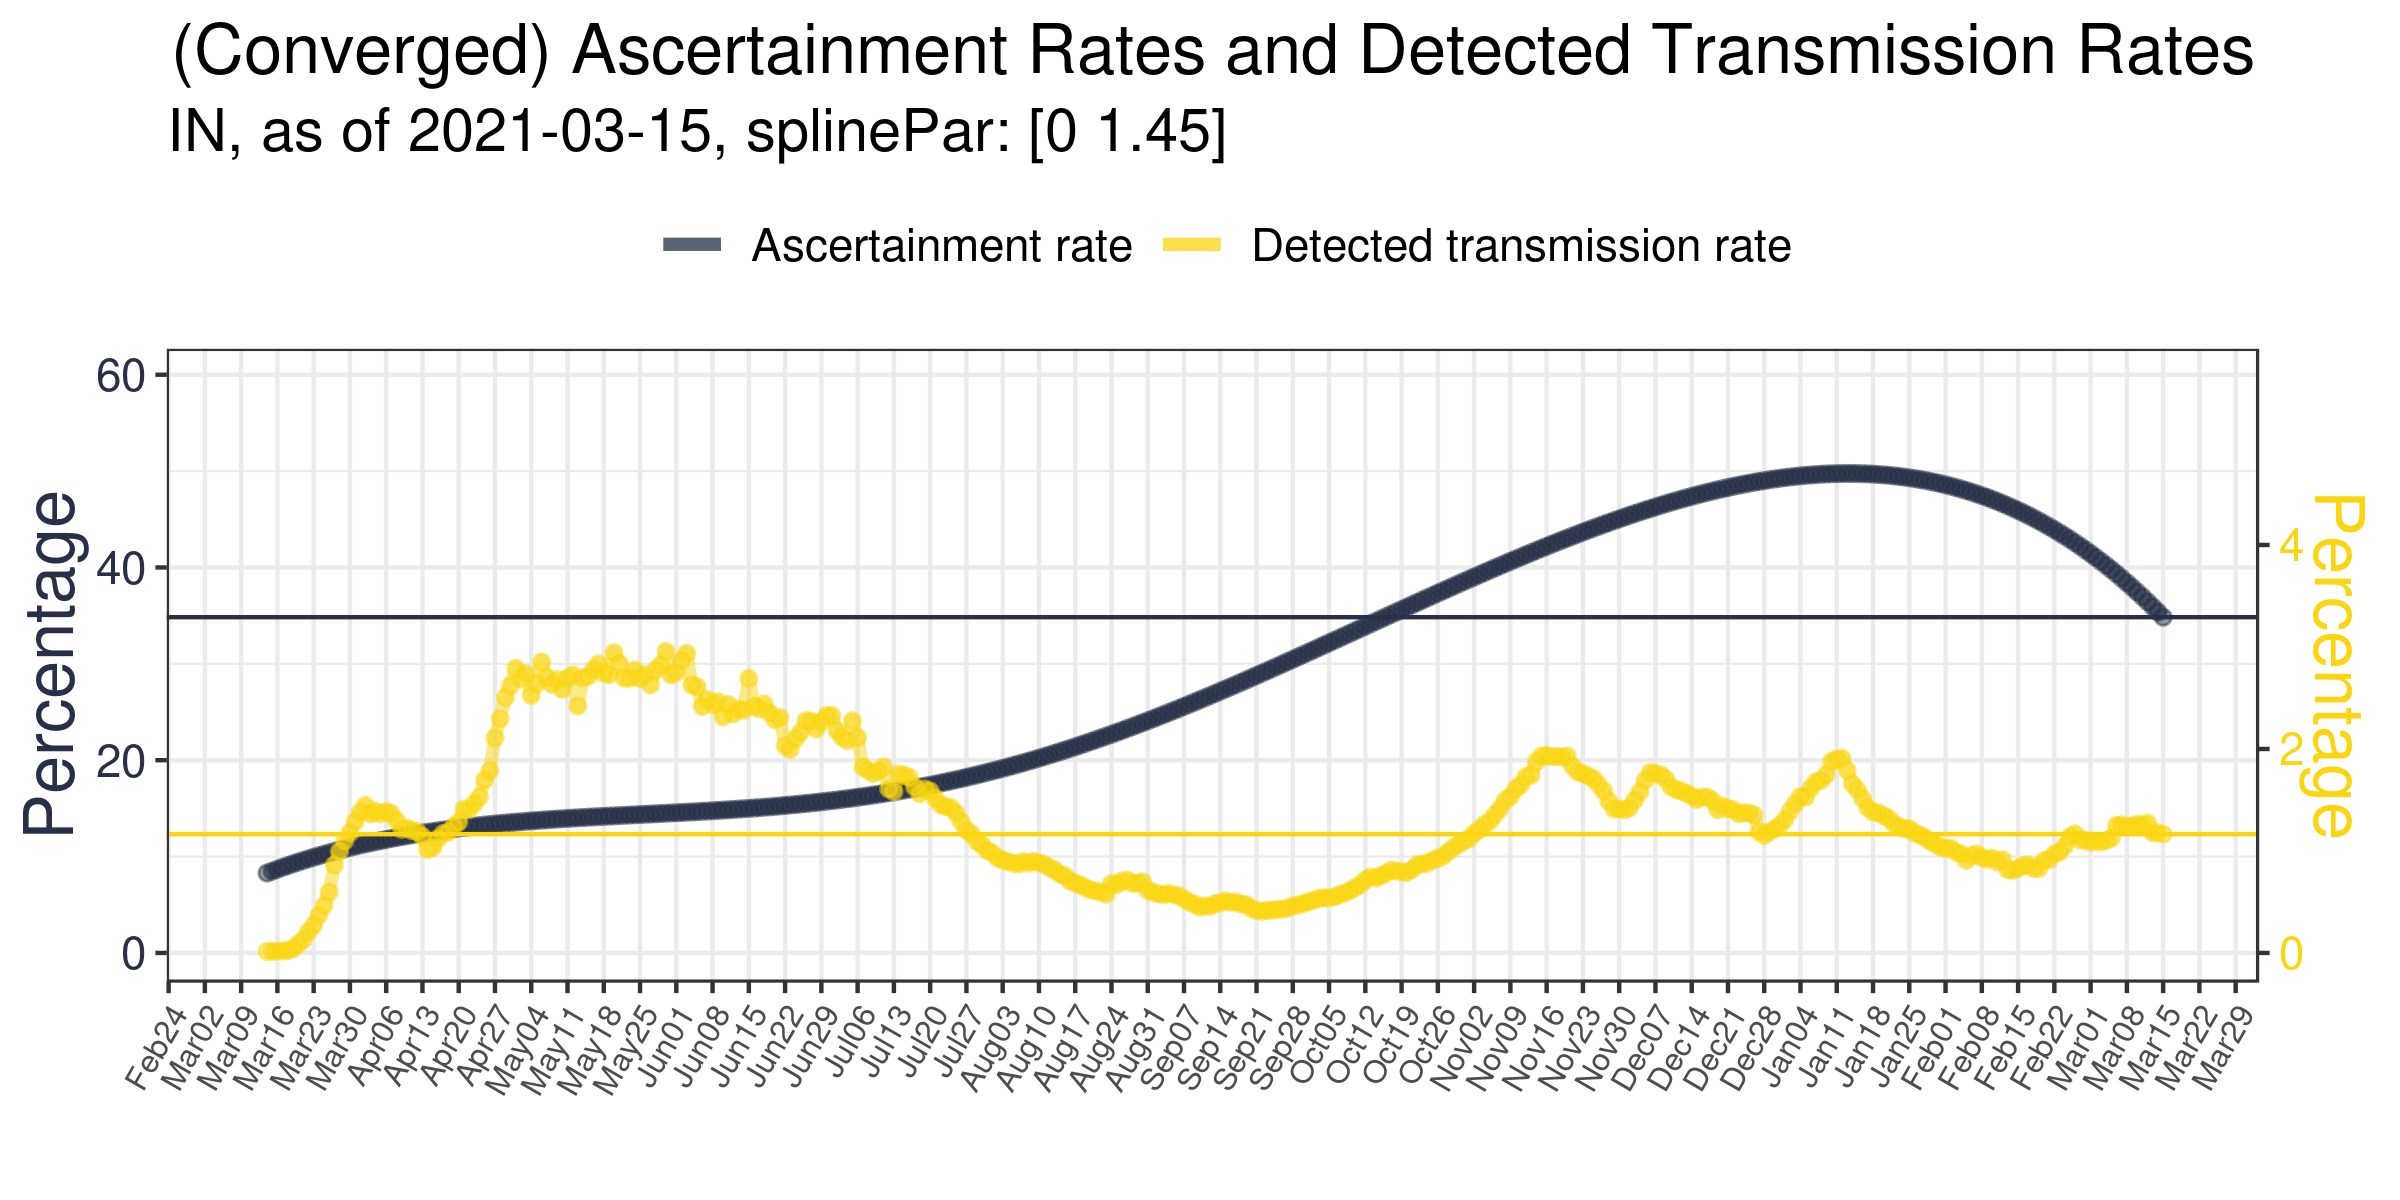 (Converged) Ascertainment Rates and Detected Transmission Rates
IN, as of 2021-03-15, splinePar: [0 1.45]
Ascertainment rate Detected transmission rate
Percentage
60
40
20
0
4
2
0
Percentage
Feb24 Mar02 Mar09 Mar16 Mar23 Mar30 Apr06 Apr13 Apr20 Apr27 May04 May11 May18 May25 Jun01 Jun08 Jun15 Jun22 Jun29 Jul06 Jul13 Jul20 Jul27 Aug03 Aug10 Aug17 Aug24 Aug31 Sep07 Sep14 Sep21 Sep28 Oct05 Oct12 Oct19 Oct26 Nov02 Nov09 Nov16 Nov23 Nov30 Dec07 Dec14 Dec21 Dec28 Jan04 Jan11 Jan18 Jan25 Feb01 Feb08 Feb15 Feb22 Mar01 Mar08 Mar15 Mar22 Mar29